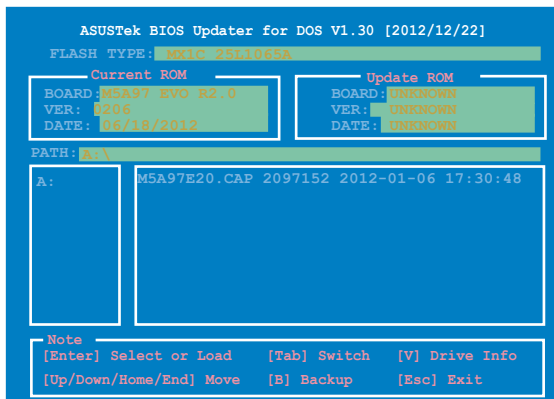 ASUSTek BIOS Updater for DOS V1.30 [2012/12/22]
FLASH TYPE: MX1C 25L1065A
Current ROM
BOARD: M5A97 EVO R2.0
VER: 0206
DATE: 06/18/2012
Update ROM
BOARD: UNKNOWN
VER: UNKNOWN
DATE: UNKNOWN
PATH: A:\
A:
M5A97E20.CAP 2097152 2012-01-06 17:30:48
Note
[Enter] Select or Load [Tab] Switch [V] Drive Info
[Up/Down/Home/End] Move [B] Backup [Esc] Exit